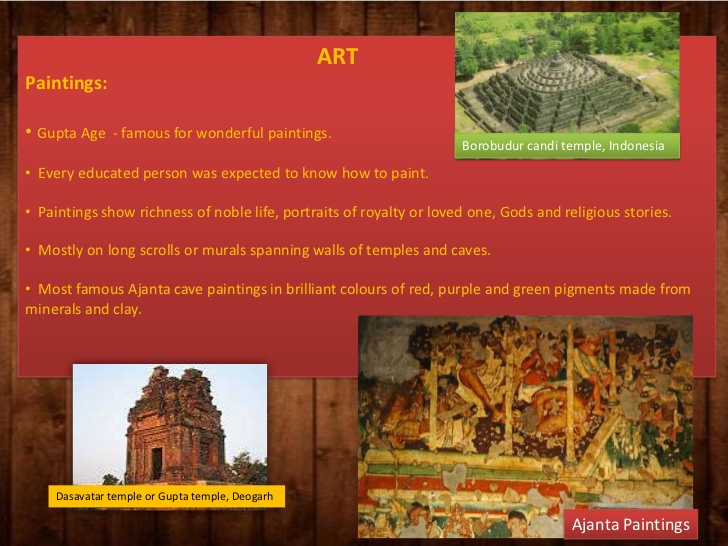 ART
Paintings:
• Gupta Age - famous for wonderful paintings.
Borobudur candi temple, Indonesia
• Every educated person was expected to know how to paint.
• Paintings show richness of noble life, portraits of royalty or loved one, Gods and religious stories.
• Mostly on long scrolls or murals spanning walls of temples and caves.
• Most famous Ajanta cave paintings in brilliant colours of red, purple and green pigments made from
minerals and clay.
Dasavatar temple or Gupta temple, Deogarh
Ajanta Paintings